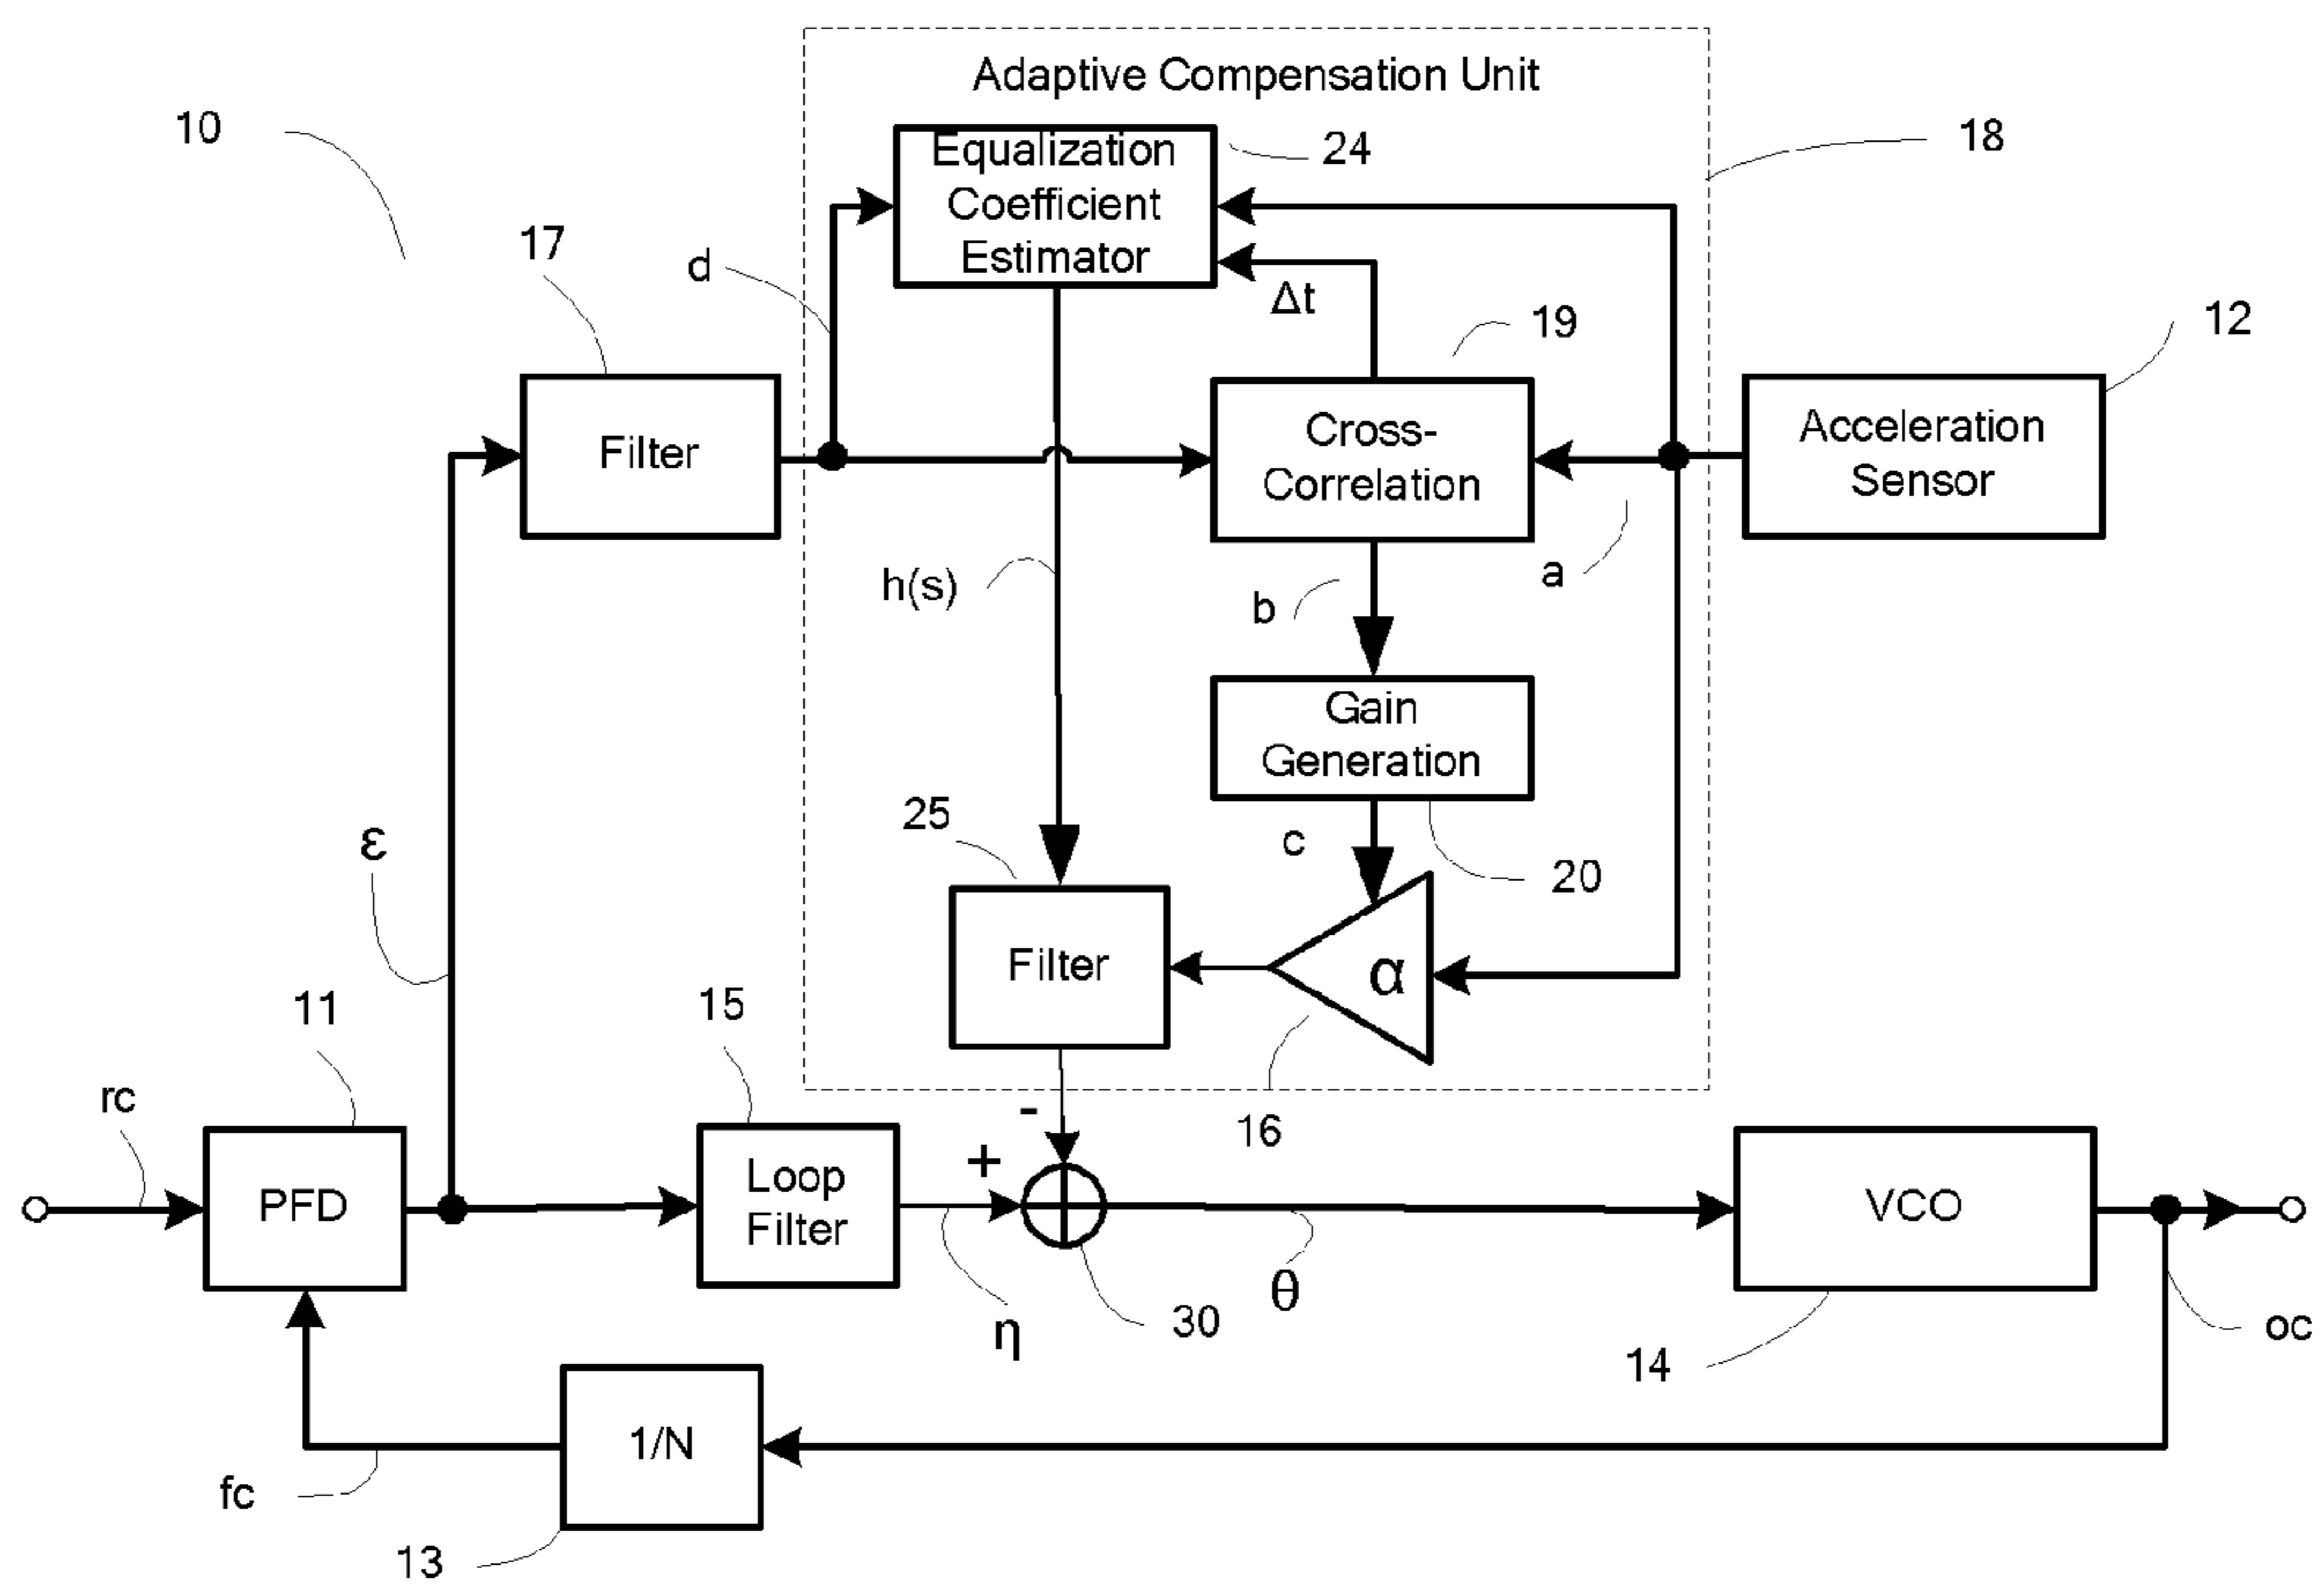 Adaptive Compensation Unit
10
18
Equalization
Coefficient
Estimator
24
17
d
Δt
19
12
Filter
Cross-
Correlation
Acceleration
Sensor
h(s)
a
b
Gain
Generation
25
c
ε
20
Filter
α
11
15
rc
-
16
+
PFD
Loop
Filter
VCO
θ
η
30
14
oc
1/N
fc
13